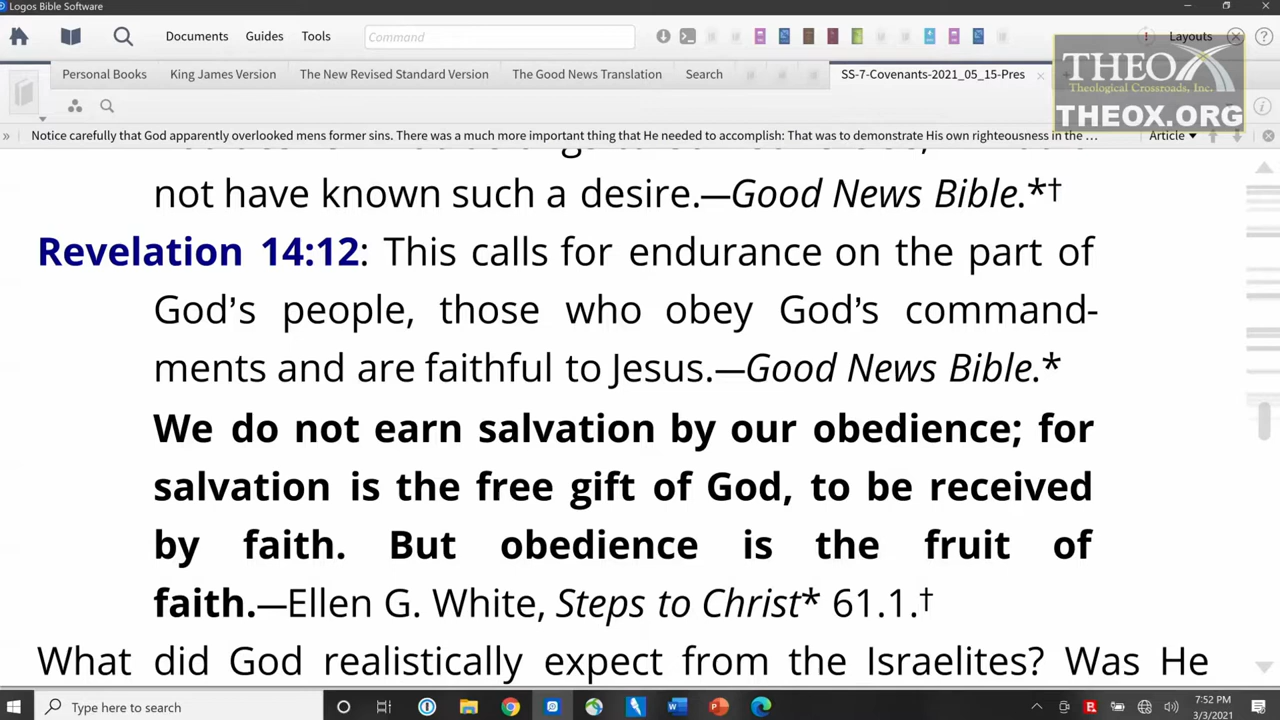 Logos Bible Software
Documents Guides Tools Command Layouts
THEOX
Theological Crossroads, Inc.
THEOX.ORG
Personal Books King James Version The New Revised Standard Version The Good News Translation Search SS-7-Covenants-2021_05_15-Pres
Notice carefully that God apparently overlooked mens former sins. There was a much more important thing that He needed to accomplish: That was to demonstrate His own righteousness in the ... Article
not have known such a desire.—Good News Bible.*†
Revelation 14:12: This calls for endurance on the part of
God’s people, those who obey God’s command-
ments and are faithful to Jesus.—Good News Bible.*
We do not earn salvation by our obedience; for
salvation is the free gift of God, to be received
by faith. But obedience is the fruit of
faith.—Ellen G. White, Steps to Christ* 61.1.†
What did God realistically expect from the Israelites? Was He
Type here to search
7:52 PM
3/3/2021